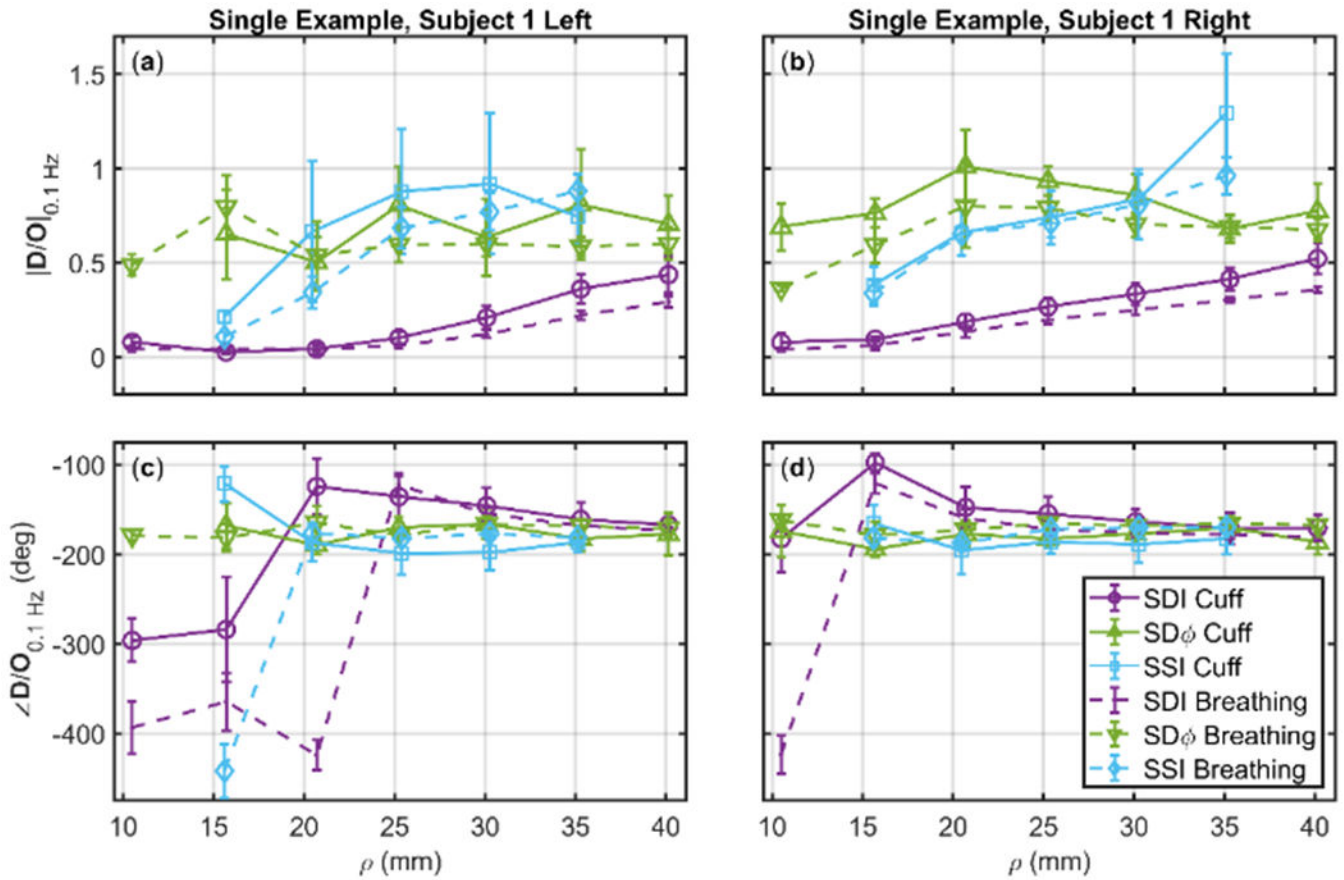 Single Example, Subject 1 Left
Single Example, Subject 1 Right
(a)
(b)
|D/O|0.1 Hz
1.5
1
0.5
0
(c)
(d)
∠D/O0.1 Hz (deg)
-100
-200
-300
-400
SDI Cuff
SDϕ Cuff
SSI Cuff
SDI Breathing
SDϕ Breathing
SSI Breathing
10 15 20 25 30 35 40
10 15 20 25 30 35 40
ρ (mm)
ρ (mm)